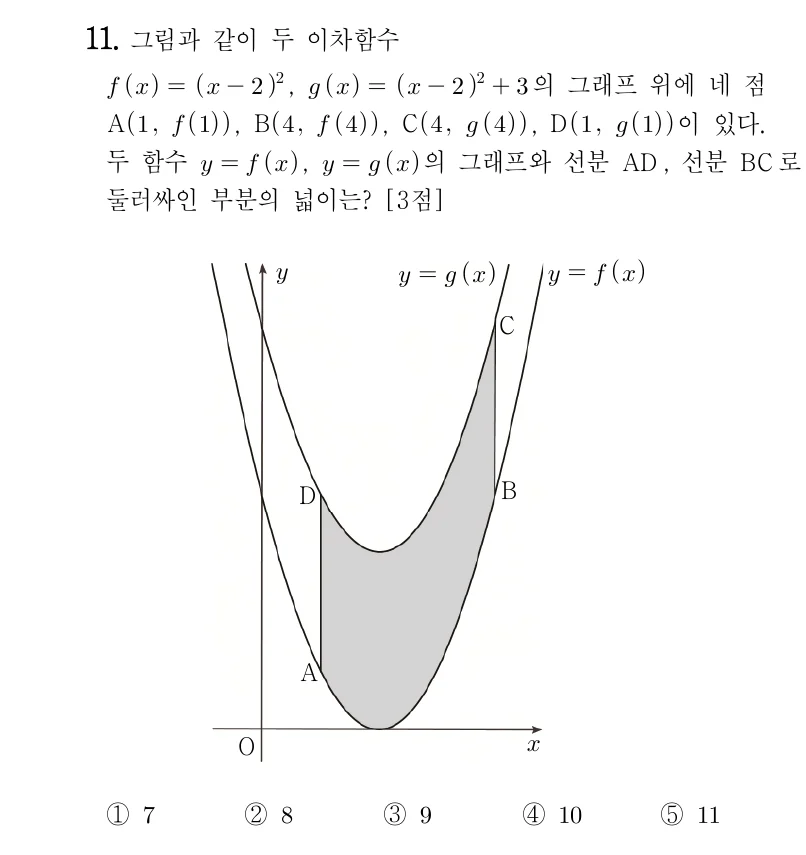 11. 그림과 같이 두 이차함수
f(x) = (x-2)², g(x) = (x-2)² + 3의 그래프 위에 네 점
A(1, f(1)), B(4, f(4)), C(4, g(4)), D(1, g(1))이 있다.
두 함수 y = f(x), y = g(x)의 그래프와 선분 AD, 선분 BC로
둘러싸인 부분의 넓이는? [3점]
y
y = g(x)
y = f(x)
C
D
B
A
O
x
① 7 ② 8 ③ 9 ④ 10 ⑤ 11